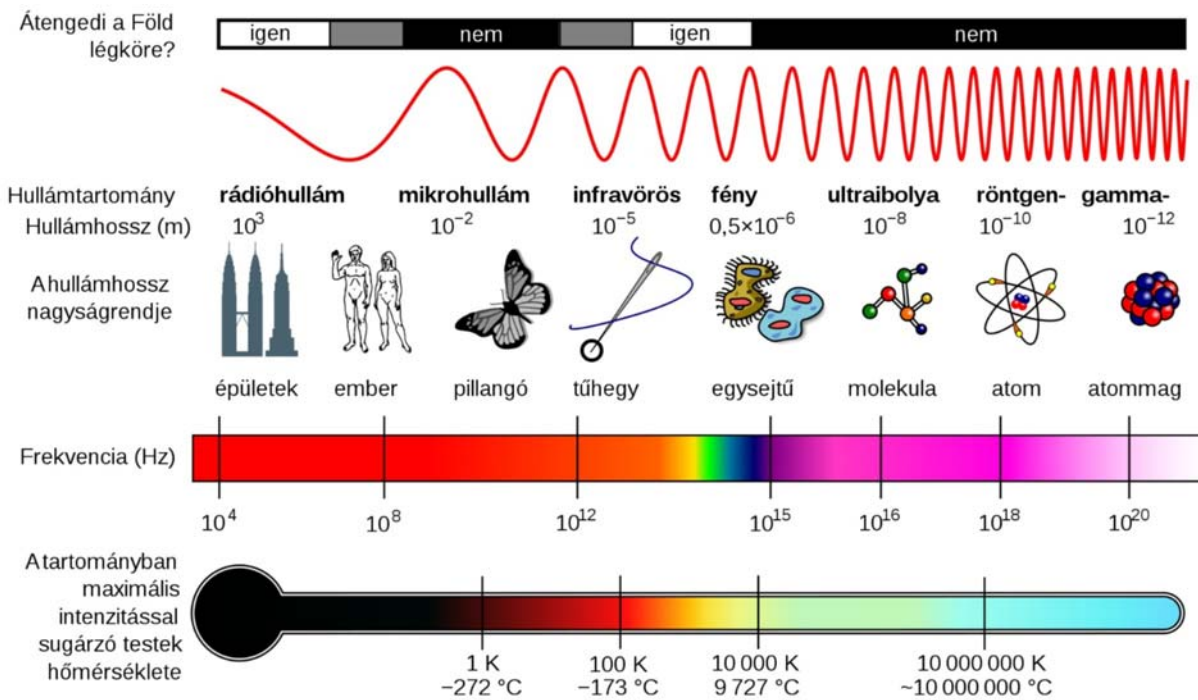 Átengedi a Föld
légköre?
igen nem igen nem
Hullámtartomány rádióhullám mikrohullám infravörös fény ultraibolya röntgen- gamma-
Hullámhossz (m) 10³ 10⁻² 10⁻⁵ 0,5×10⁻⁶ 10⁻⁸ 10⁻¹⁰ 10⁻¹²
A hullámhossz
nagyságrendje
épületek ember pillangó tűhegy egysejtű molekula atom atommag
Frekvencia (Hz)
10⁴ 10⁸ 10¹² 10¹⁵ 10¹⁶ 10¹⁸ 10²⁰
A tartományban
maximális
intenzitással
sugárzó testek
hőmérséklete
1 K 100 K 10 000 K 10 000 000 K
−272 °C −173 °C 9 727 °C ~10 000 000 °C